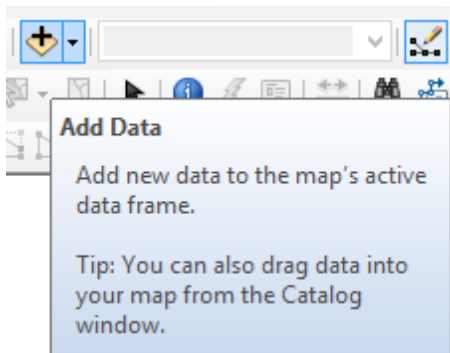 Add Data
Add new data to the map's active
data frame.
Tip: You can also drag data into
your map from the Catalog
window.